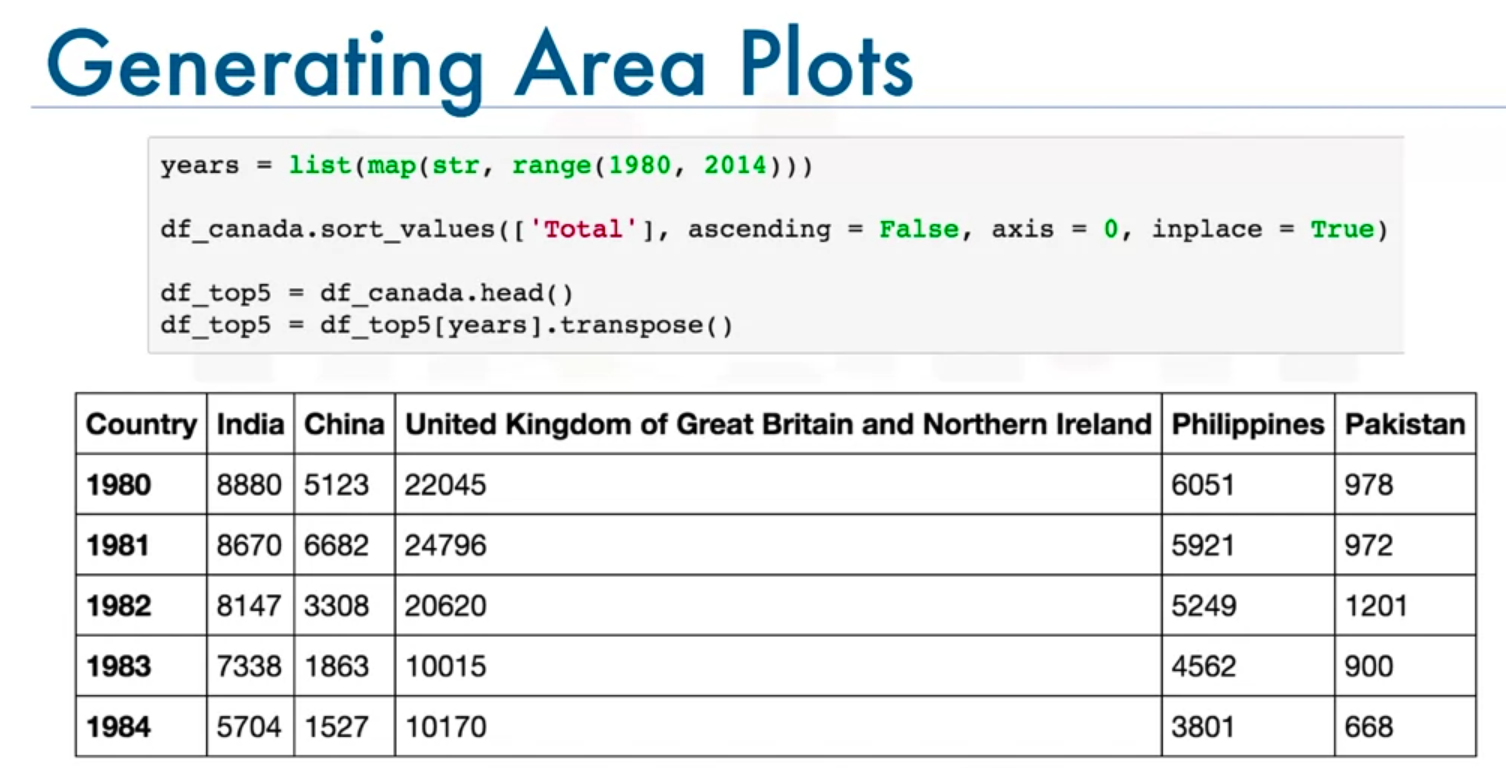 Generating Area Plots
years = list(map(str, range(1980, 2014)))
df_canada.sort_values(['Total'], ascending = False, axis = 0, inplace = True)
df_top5 = df_canada.head()
df_top5 = df_top5[years].transpose()
Country India China United Kingdom of Great Britain and Northern Ireland Philippines Pakistan
1980 8880 5123 22045 6051 978
1981 8670 6682 24796 5921 972
1982 8147 3308 20620 5249 1201
1983 7338 1863 10015 4562 900
1984 5704 1527 10170 3801 668